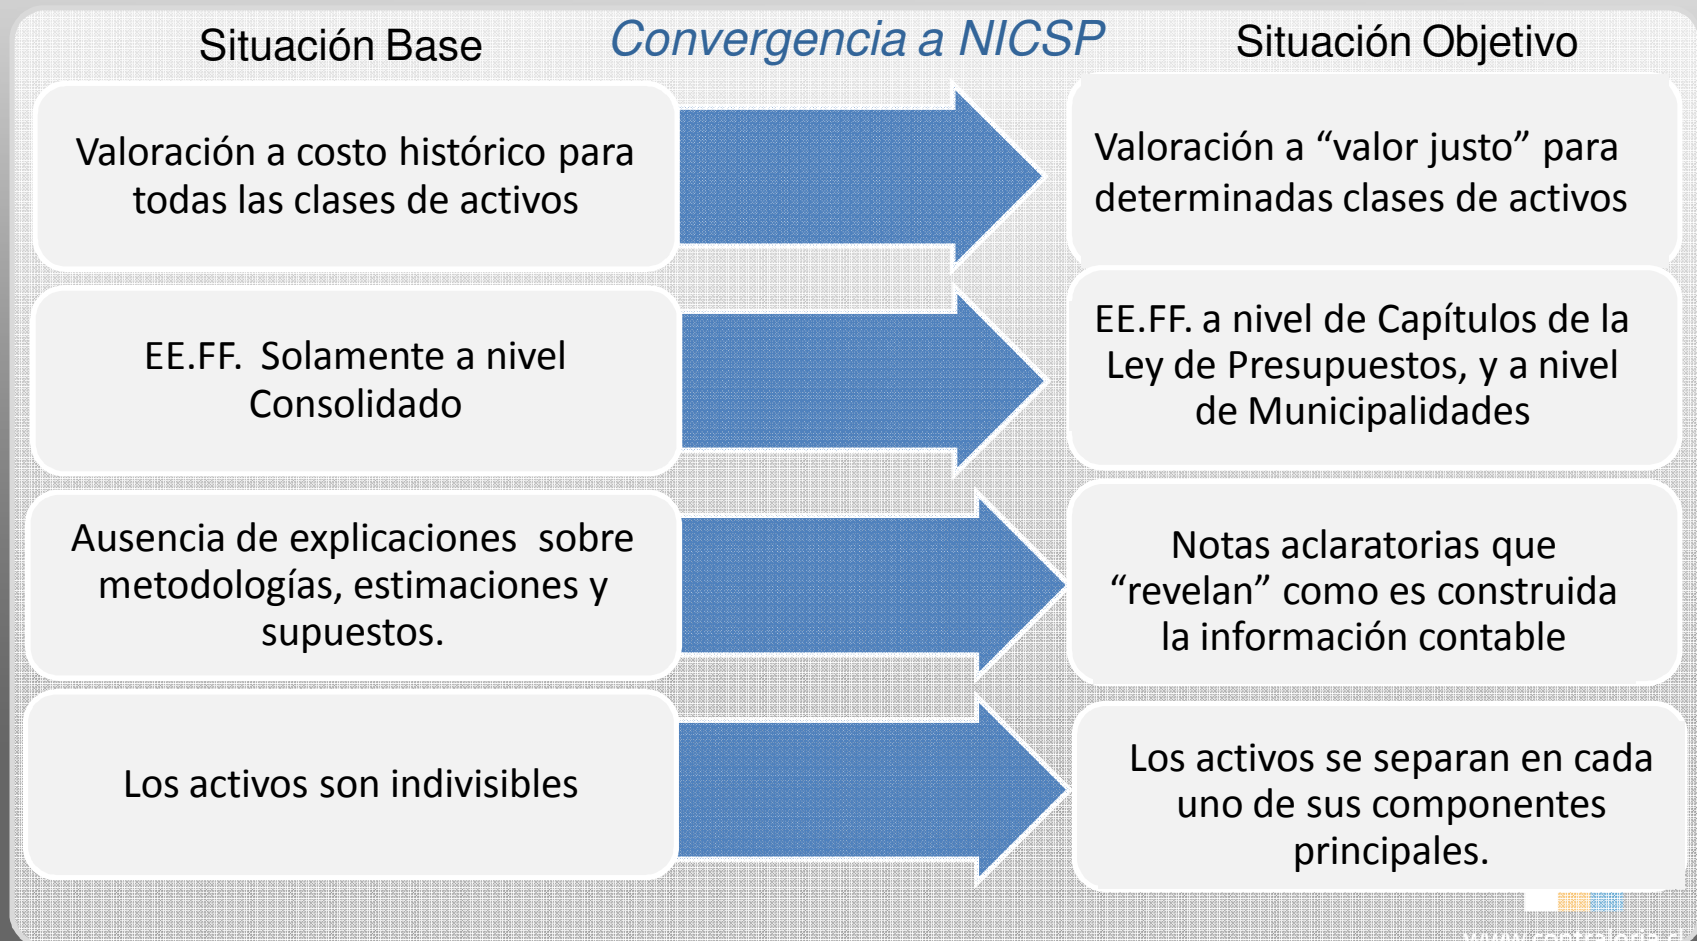 Situación Base
Convergencia a NICSP
Situación Objetivo
Valoración a costo histórico para
todas las clases de activos
Valoración a “valor justo” para
determinadas clases de activos
EE.FF. Solamente a nivel
Consolidado
EE.FF. a nivel de Capítulos de la
Ley de Presupuestos, y a nivel
de Municipalidades
Ausencia de explicaciones sobre
metodologías, estimaciones y
supuestos.
Notas aclaratorias que
“revelan” como es construida
la información contable
Los activos son indivisibles
Los activos se separan en cada
uno de sus componentes
principales.